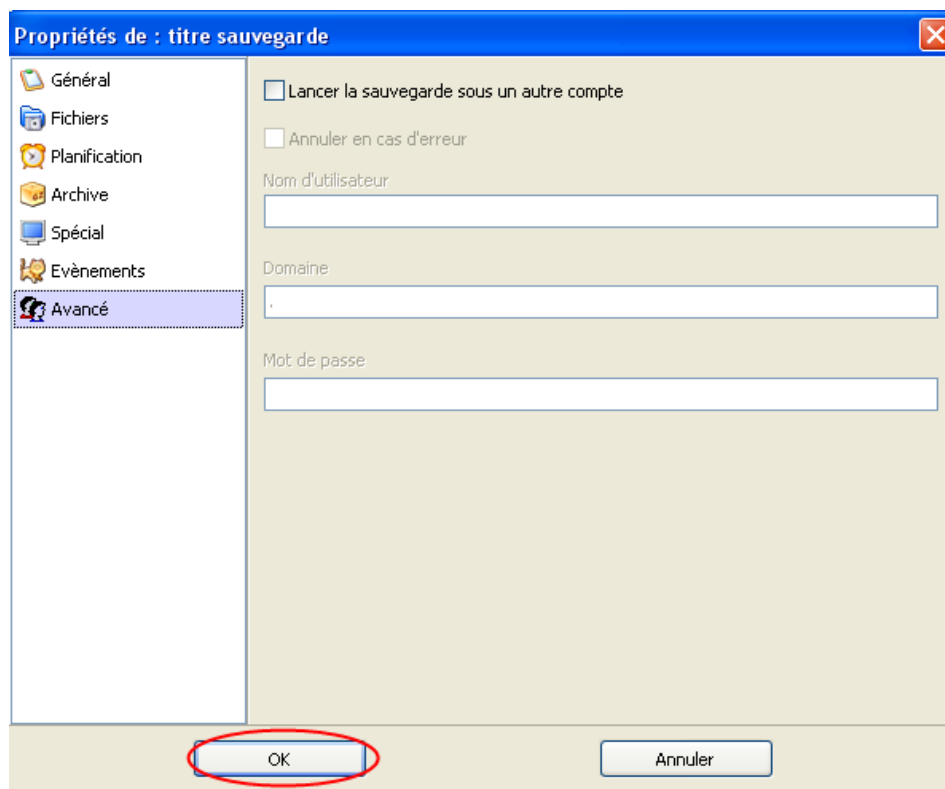 Propriétés de : titre sauvegarde
Général
Fichiers
Planification
Archive
Spécial
Evènements
Avancé
Lancer la sauvegarde sous un autre compte
Annuler en cas d'erreur
Nom d'utilisateur
Domaine
.
Mot de passe
OK
Annuler